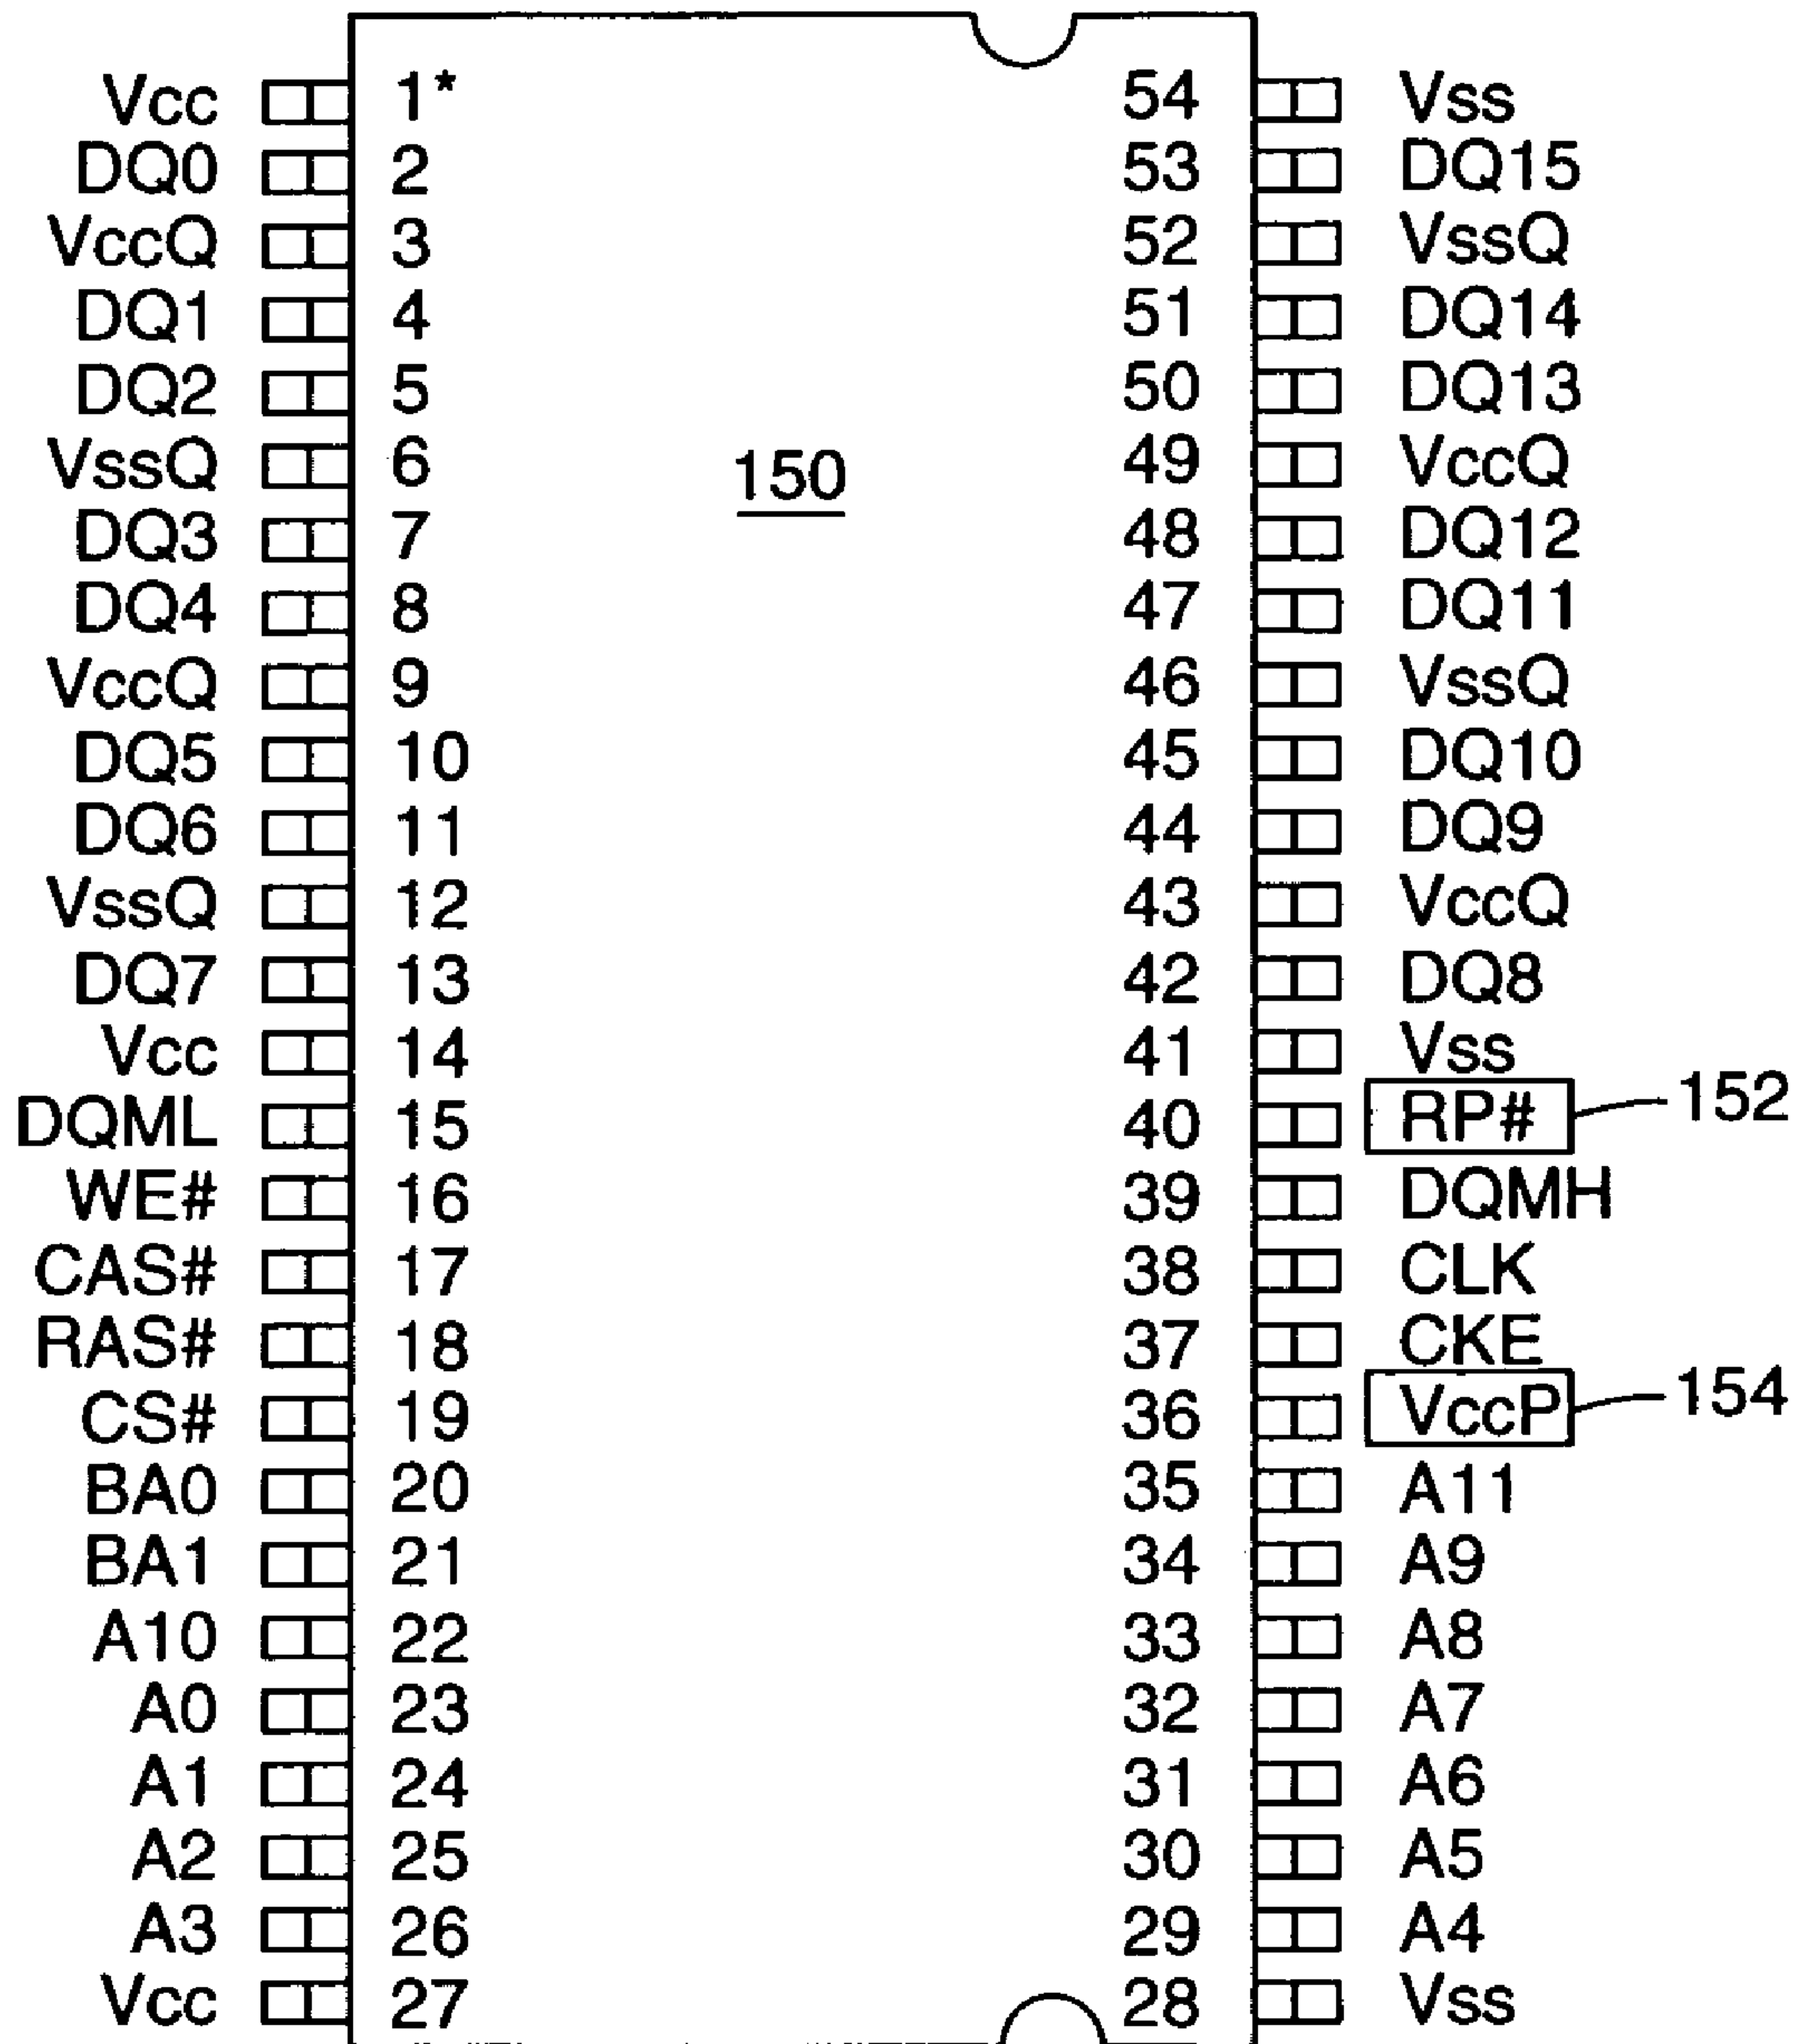 Vcc 1* 54 Vss
DQ0 2 53 DQ15
VccQ 3 52 VssQ
DQ1 4 51 DQ14
DQ2 5 50 DQ13
VssQ 6 150 49 VccQ
DQ3 7 48 DQ12
DQ4 8 47 DQ11
VccQ 9 46 VssQ
DQ5 10 45 DQ10
DQ6 11 44 DQ9
VssQ 12 43 VccQ
DQ7 13 42 DQ8
Vcc 14 41 Vss
DQML 15 40 RP# 152
WE# 16 39 DQMH
CAS# 17 38 CLK
RAS# 18 37 CKE
CS# 19 36 VccP 154
BA0 20 35 A11
BA1 21 34 A9
A10 22 33 A8
A0 23 32 A7
A1 24 31 A6
A2 25 30 A5
A3 26 29 A4
Vcc 27 28 Vss